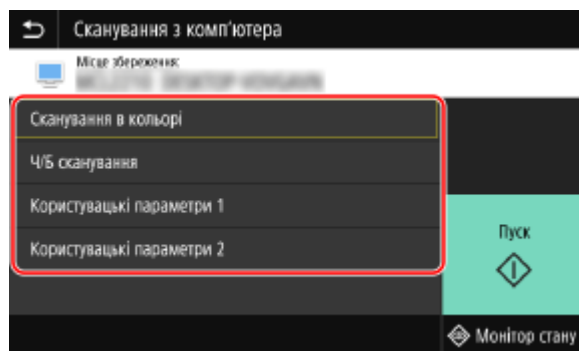 Сканування з комп'ютера
Місце збереження:
Сканування в кольорі
Ч/Б сканування
Користувацькі параметри 1
Користувацькі параметри 2
Пуск
Монітор стану